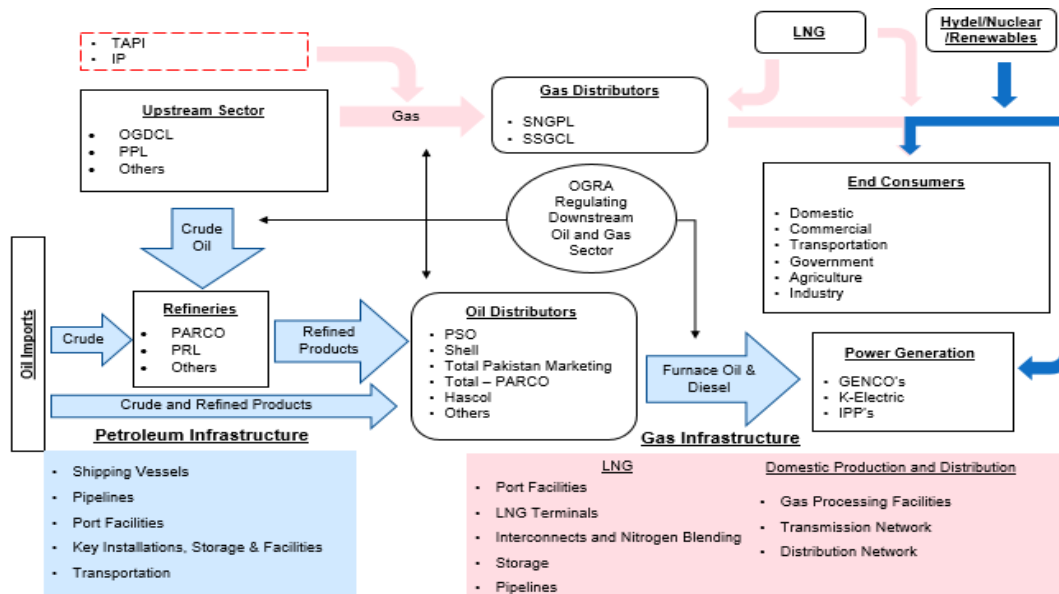 TAPI
IP
LNG
Hydel/Nuclear
/Renewables
Upstream Sector
OGDCL
PPL
Others
Gas
Gas Distributors
SNGPL
SSGCL
OGRA
Regulating
Downstream
Oil and Gas
Sector
End Consumers
Domestic
Commercial
Transportation
Government
Agriculture
Industry
Crude
Oil
Oil Imports
Crude
Refineries
PARCO
PRL
Others
Refined
Products
Oil Distributors
PSO
Shell
Total Pakistan Marketing
Total – PARCO
Hascol
Others
Furnace Oil &
Diesel
Power Generation
GENCO's
K-Electric
IPP's
Crude and Refined Products
Petroleum Infrastructure
Shipping Vessels
Pipelines
Port Facilities
Key Installations, Storage & Facilities
Transportation
Gas Infrastructure
LNG
Port Facilities
LNG Terminals
Interconnects and Nitrogen Blending
Storage
Pipelines
Domestic Production and Distribution
Gas Processing Facilities
Transmission Network
Distribution Network